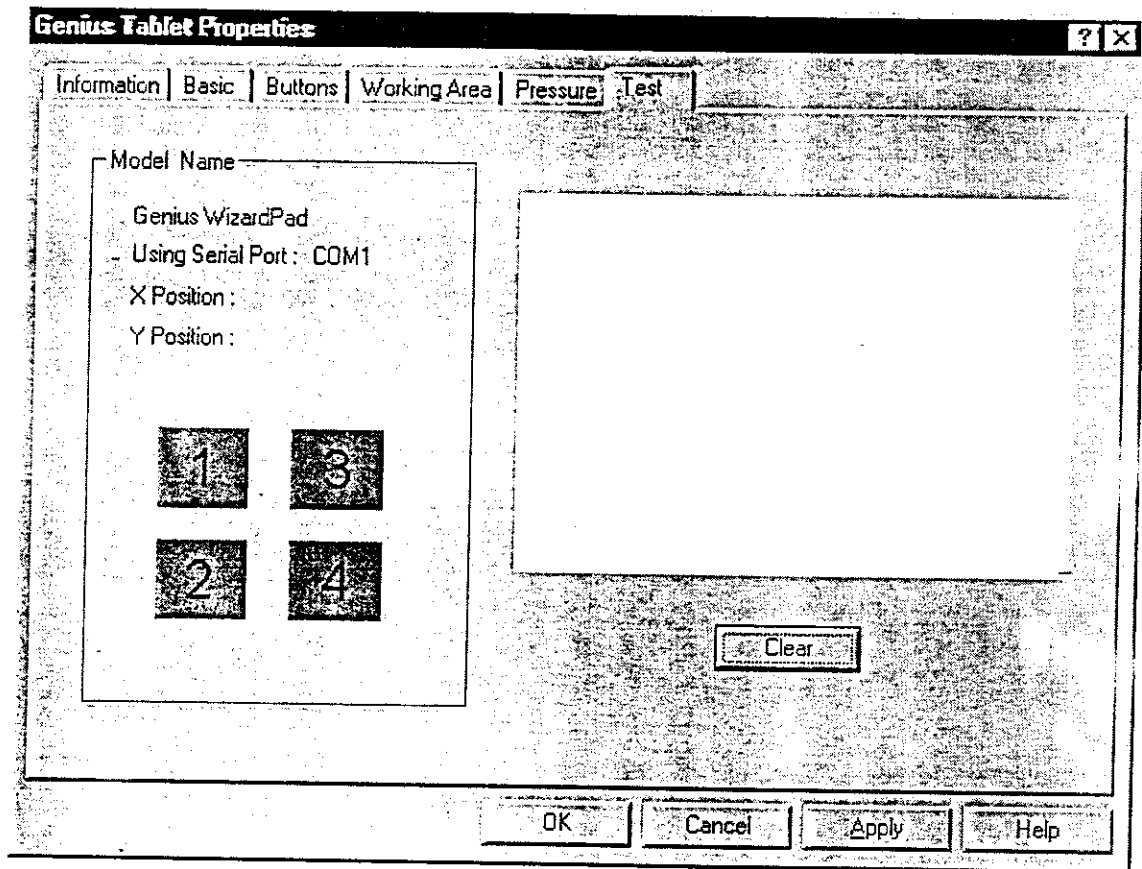 Genius Tablet Properties
? X
Information Basic Buttons Working Area Pressure Test
Model Name
Genius WizardPad
Using Serial Port : COM1
X Position :
Y Position :
1 3
2 4
Clear
OK Cancel Apply Help